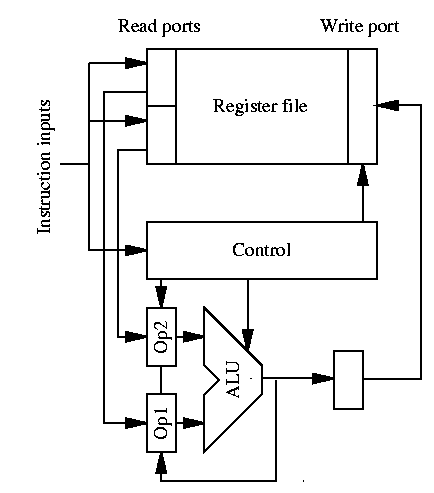 Read ports
Write port
Register file
Instruction inputs
Control
Op2
ALU
Op1